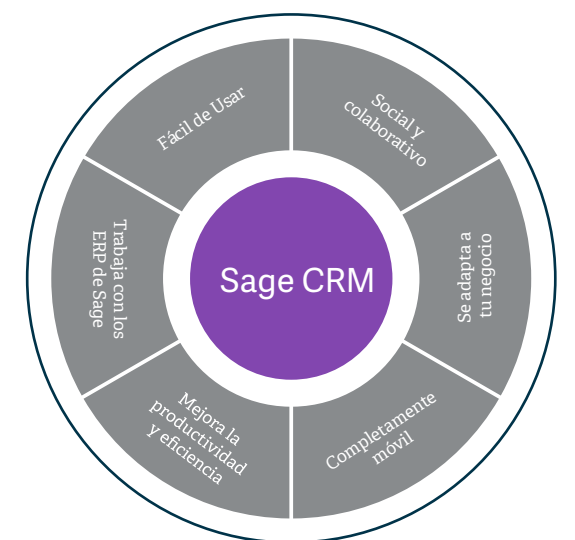 Fácil de Usar
Social y
colaborativo
Se adapta a
tu negocio
Completamente
móvil
Mejora la
productividad
y eficiencia
Trabaja con los
ERP de Sage
Sage CRM